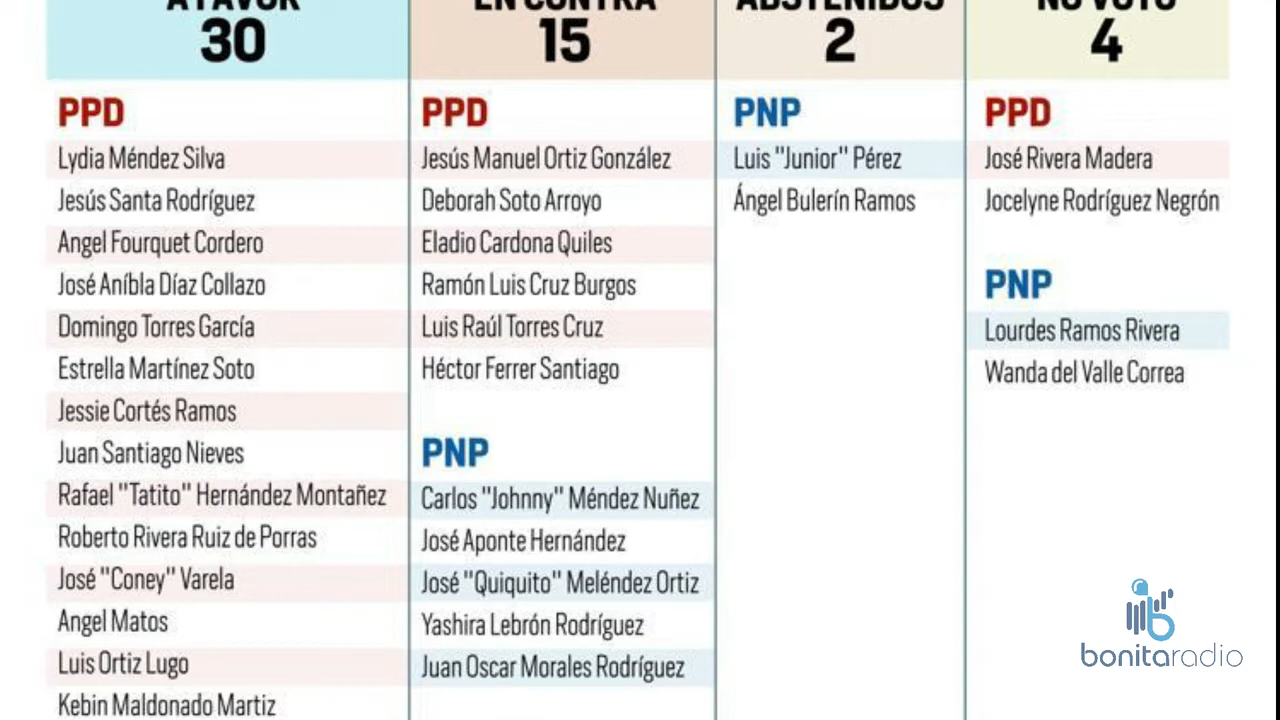 A FAVOR
30
PPD
Lydia Méndez Silva
Jesús Santa Rodríguez
Angel Fourquet Cordero
José Aníbla Díaz Collazo
Domingo Torres García
Estrella Martínez Soto
Jessie Cortés Ramos
Juan Santiago Nieves
Rafael "Tatito" Hernández Montañez
Roberto Rivera Ruiz de Porras
José "Coney" Varela
Angel Matos
Luis Ortiz Lugo
Kebin Maldonado Martiz
EN CONTRA
15
PPD
Jesús Manuel Ortiz González
Deborah Soto Arroyo
Eladio Cardona Quiles
Ramón Luis Cruz Burgos
Luis Raúl Torres Cruz
Héctor Ferrer Santiago
PNP
Carlos "Johnny" Méndez Nuñez
José Aponte Hernández
José "Quiquito" Meléndez Ortiz
Yashira Lebrón Rodríguez
Juan Oscar Morales Rodríguez
ABSTENIDOS
2
PNP
Luis "Junior" Pérez
Ángel Bulerín Ramos
NO VOTÓ
4
PPD
José Rivera Madera
Jocelyne Rodríguez Negrón
PNP
Lourdes Ramos Rivera
Wanda del Valle Correa
bonitaradio